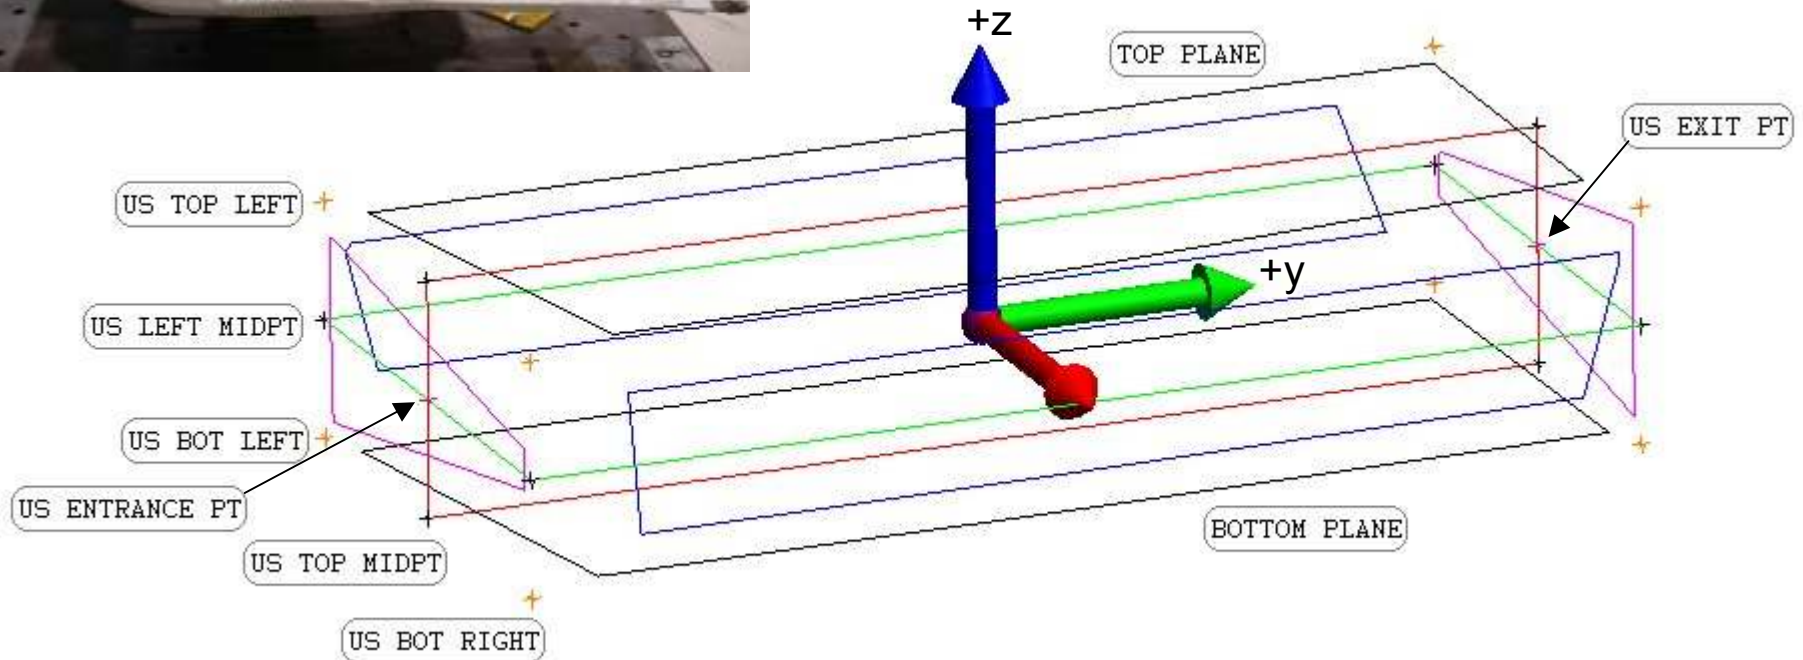 +z
TOP PLANE
US EXIT PT
US TOP LEFT
+y
US LEFT MIDPT
US BOT LEFT
US ENTRANCE PT
BOTTOM PLANE
US TOP MIDPT
US BOT RIGHT